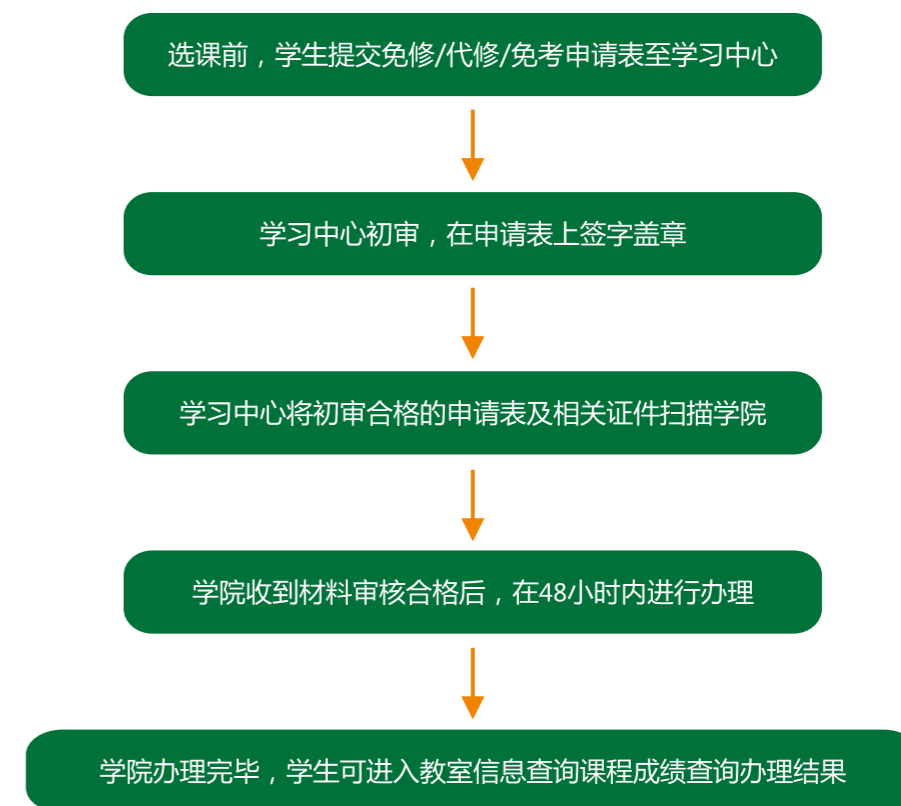 选课前，学生提交免修/代修/免考申请表至学习中心
学习中心初审，在申请表上签字盖章
学习中心将初审合格的申请表及相关证件扫描学院
学院收到材料审核合格后，在48小时内进行办理
学院办理完毕，学生可进入教室信息查询课程成绩查询办理结果